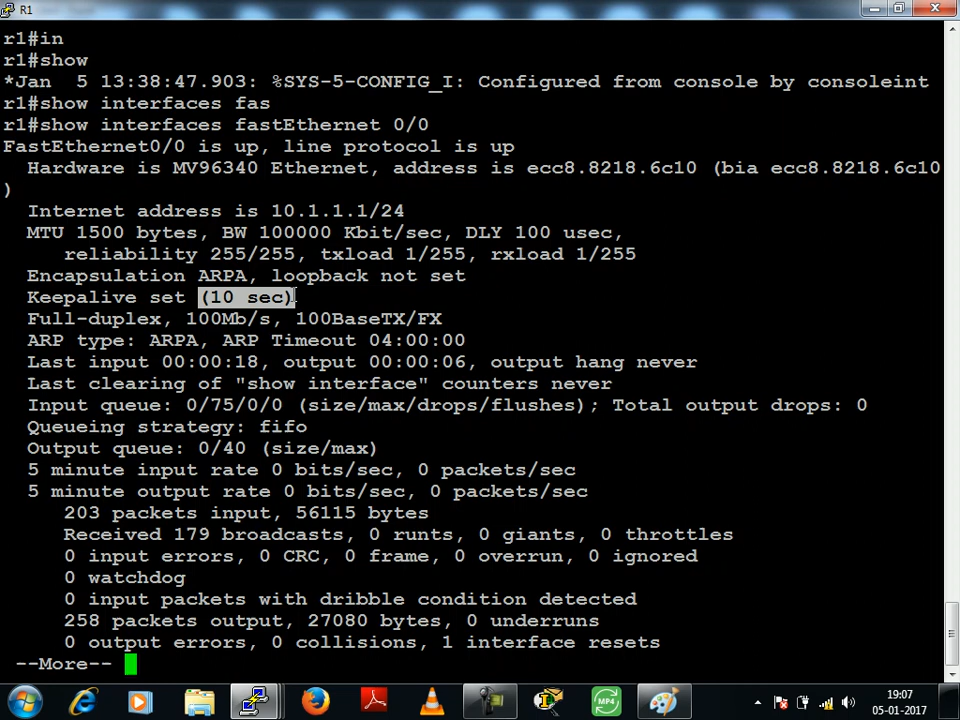 R1
r1#in
r1#show
*Jan  5 13:38:47.903: %SYS-5-CONFIG_I: Configured from console by consoleint
r1#show interfaces fas
r1#show interfaces fastEthernet 0/0
FastEthernet0/0 is up, line protocol is up
  Hardware is MV96340 Ethernet, address is ecc8.8218.6c10 (bia ecc8.8218.6c10
)
  Internet address is 10.1.1.1/24
  MTU 1500 bytes, BW 100000 Kbit/sec, DLY 100 usec,
     reliability 255/255, txload 1/255, rxload 1/255
  Encapsulation ARPA, loopback not set
  Keepalive set (10 sec)
  Full-duplex, 100Mb/s, 100BaseTX/FX
  ARP type: ARPA, ARP Timeout 04:00:00
  Last input 00:00:18, output 00:00:06, output hang never
  Last clearing of "show interface" counters never
  Input queue: 0/75/0/0 (size/max/drops/flushes); Total output drops: 0
  Queueing strategy: fifo
  Output queue: 0/40 (size/max)
  5 minute input rate 0 bits/sec, 0 packets/sec
  5 minute output rate 0 bits/sec, 0 packets/sec
     203 packets input, 56115 bytes
     Received 179 broadcasts, 0 runts, 0 giants, 0 throttles
     0 input errors, 0 CRC, 0 frame, 0 overrun, 0 ignored
     0 watchdog
     0 input packets with dribble condition detected
     258 packets output, 27080 bytes, 0 underruns
     0 output errors, 0 collisions, 1 interface resets
 --More--
MP4
19:07
05-01-2017